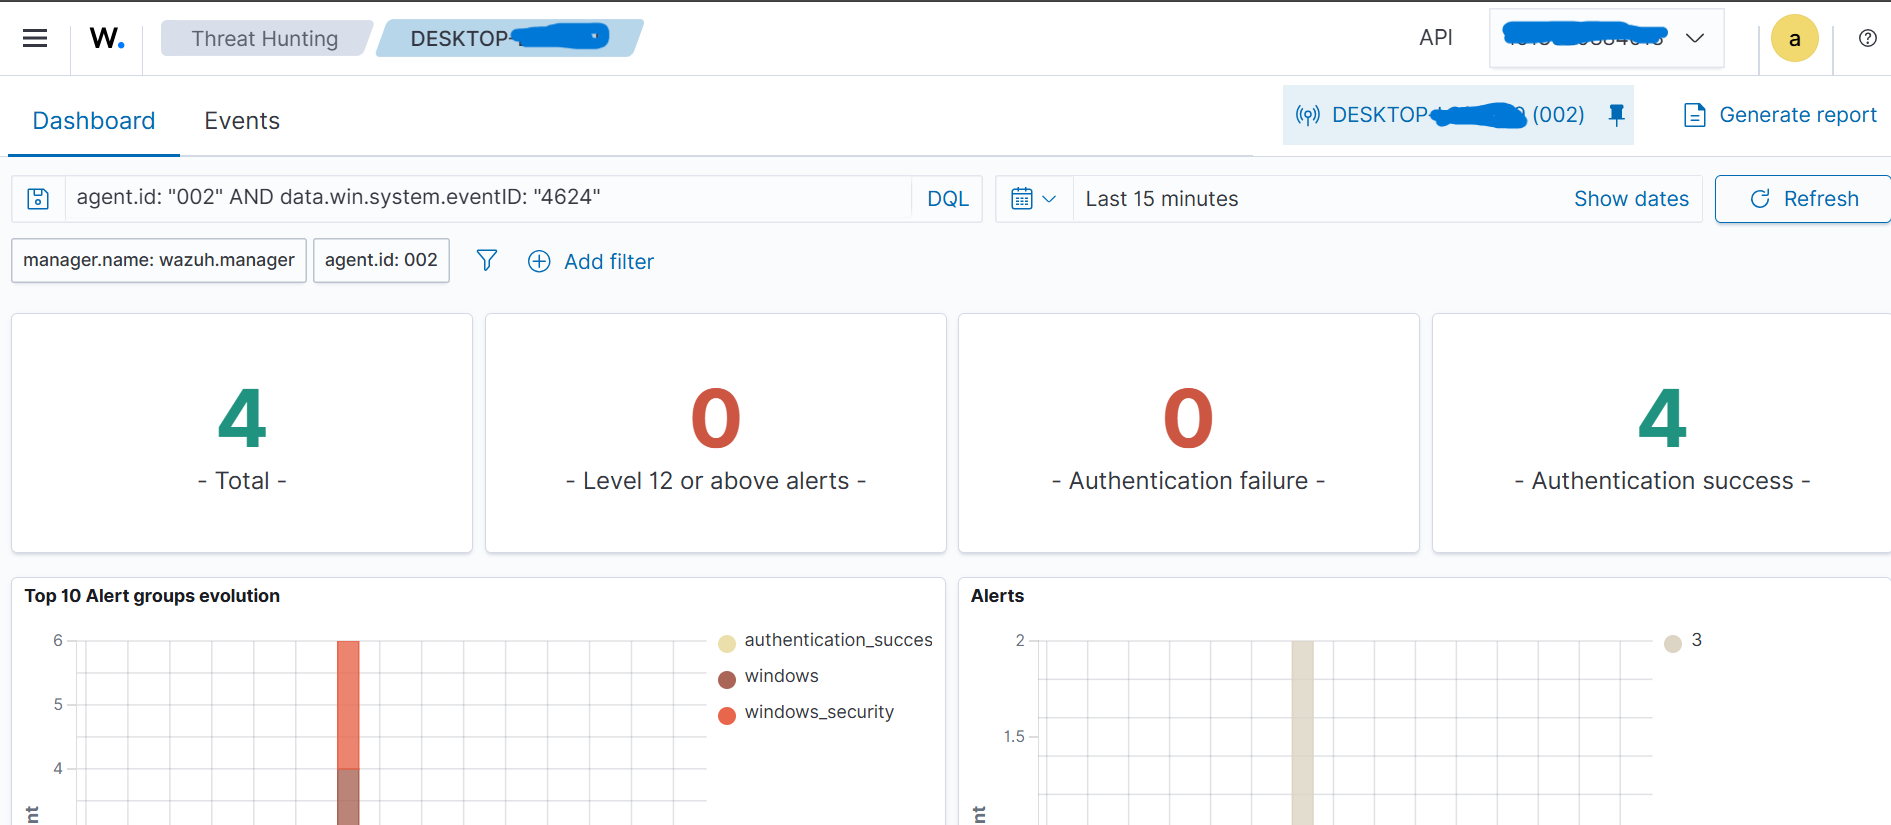 W.
Threat Hunting
DESKTOP-
API
a
Dashboard
Events
DESKTOP- (002)
Generate report
agent.id: "002" AND data.win.system.eventID: "4624"
DQL
Last 15 minutes
Show dates
Refresh
manager.name: wazuh.manager
agent.id: 002
Add filter
4
- Total -
0
- Level 12 or above alerts -
0
- Authentication failure -
4
- Authentication success -
Top 10 Alert groups evolution
6
5
4
nt
authentication_succes
windows
windows_security
Alerts
2
1.5
nt
3